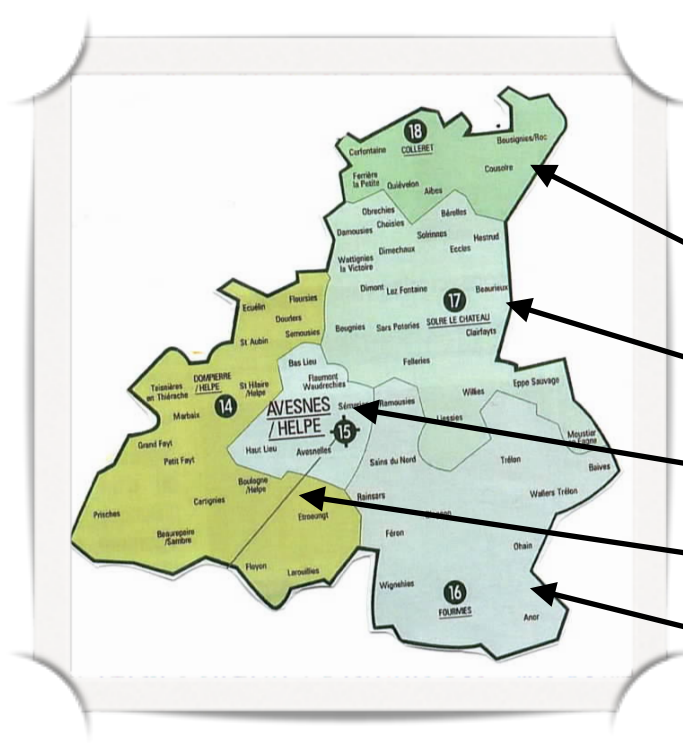 18
COLLERET
Cerfontaine
Bousignies/Roc
Cousolre
Ferrière
la Petite
Quiévelon
Aibes
Obrechies
Choisies
Damousies
Bérelles
Solrinnes
Hestrud
Eccles
Dimechaux
Wattignies
la Victoire
Dimont
Lez Fontaine
17
Beaurieux
SOLRE LE CHATEAU
Clairfayts
Beugnies
Sars Poteries
Felleries
Ecuélin
Floursies
Dourlers
Semousies
St Aubin
Bas Lieu
Flaumont
Waudrechies
DOMPIERRE
/HELPE
14
Taisnières
en Thiérache
St Hilaire
/Helpe
Marbaix
AVESNES
/ HELPE
15
Ramousies
Willies
Eppe Sauvage
Liessies
Moustier
Grand Fayt
Petit Fayt
Haut Lieu
Avesnelles
Sains du Nord
Trélon
Baives
Boulogne
/Helpe
Cartignies
Rainsars
Wallers Trélon
Prisches
Beaurepaire
/Sambre
Etroeungt
Féron
Ohain
Floyon
Larouillies
Wignehies
16
FOURMIES
Anor